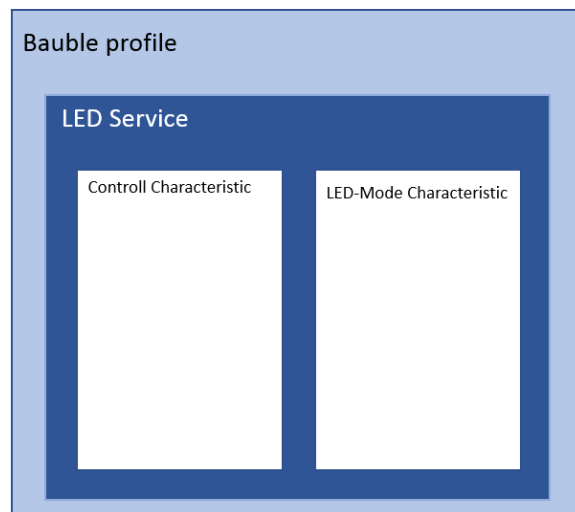 Bauble profile
LED Service
Controll Characteristic
LED-Mode Characteristic